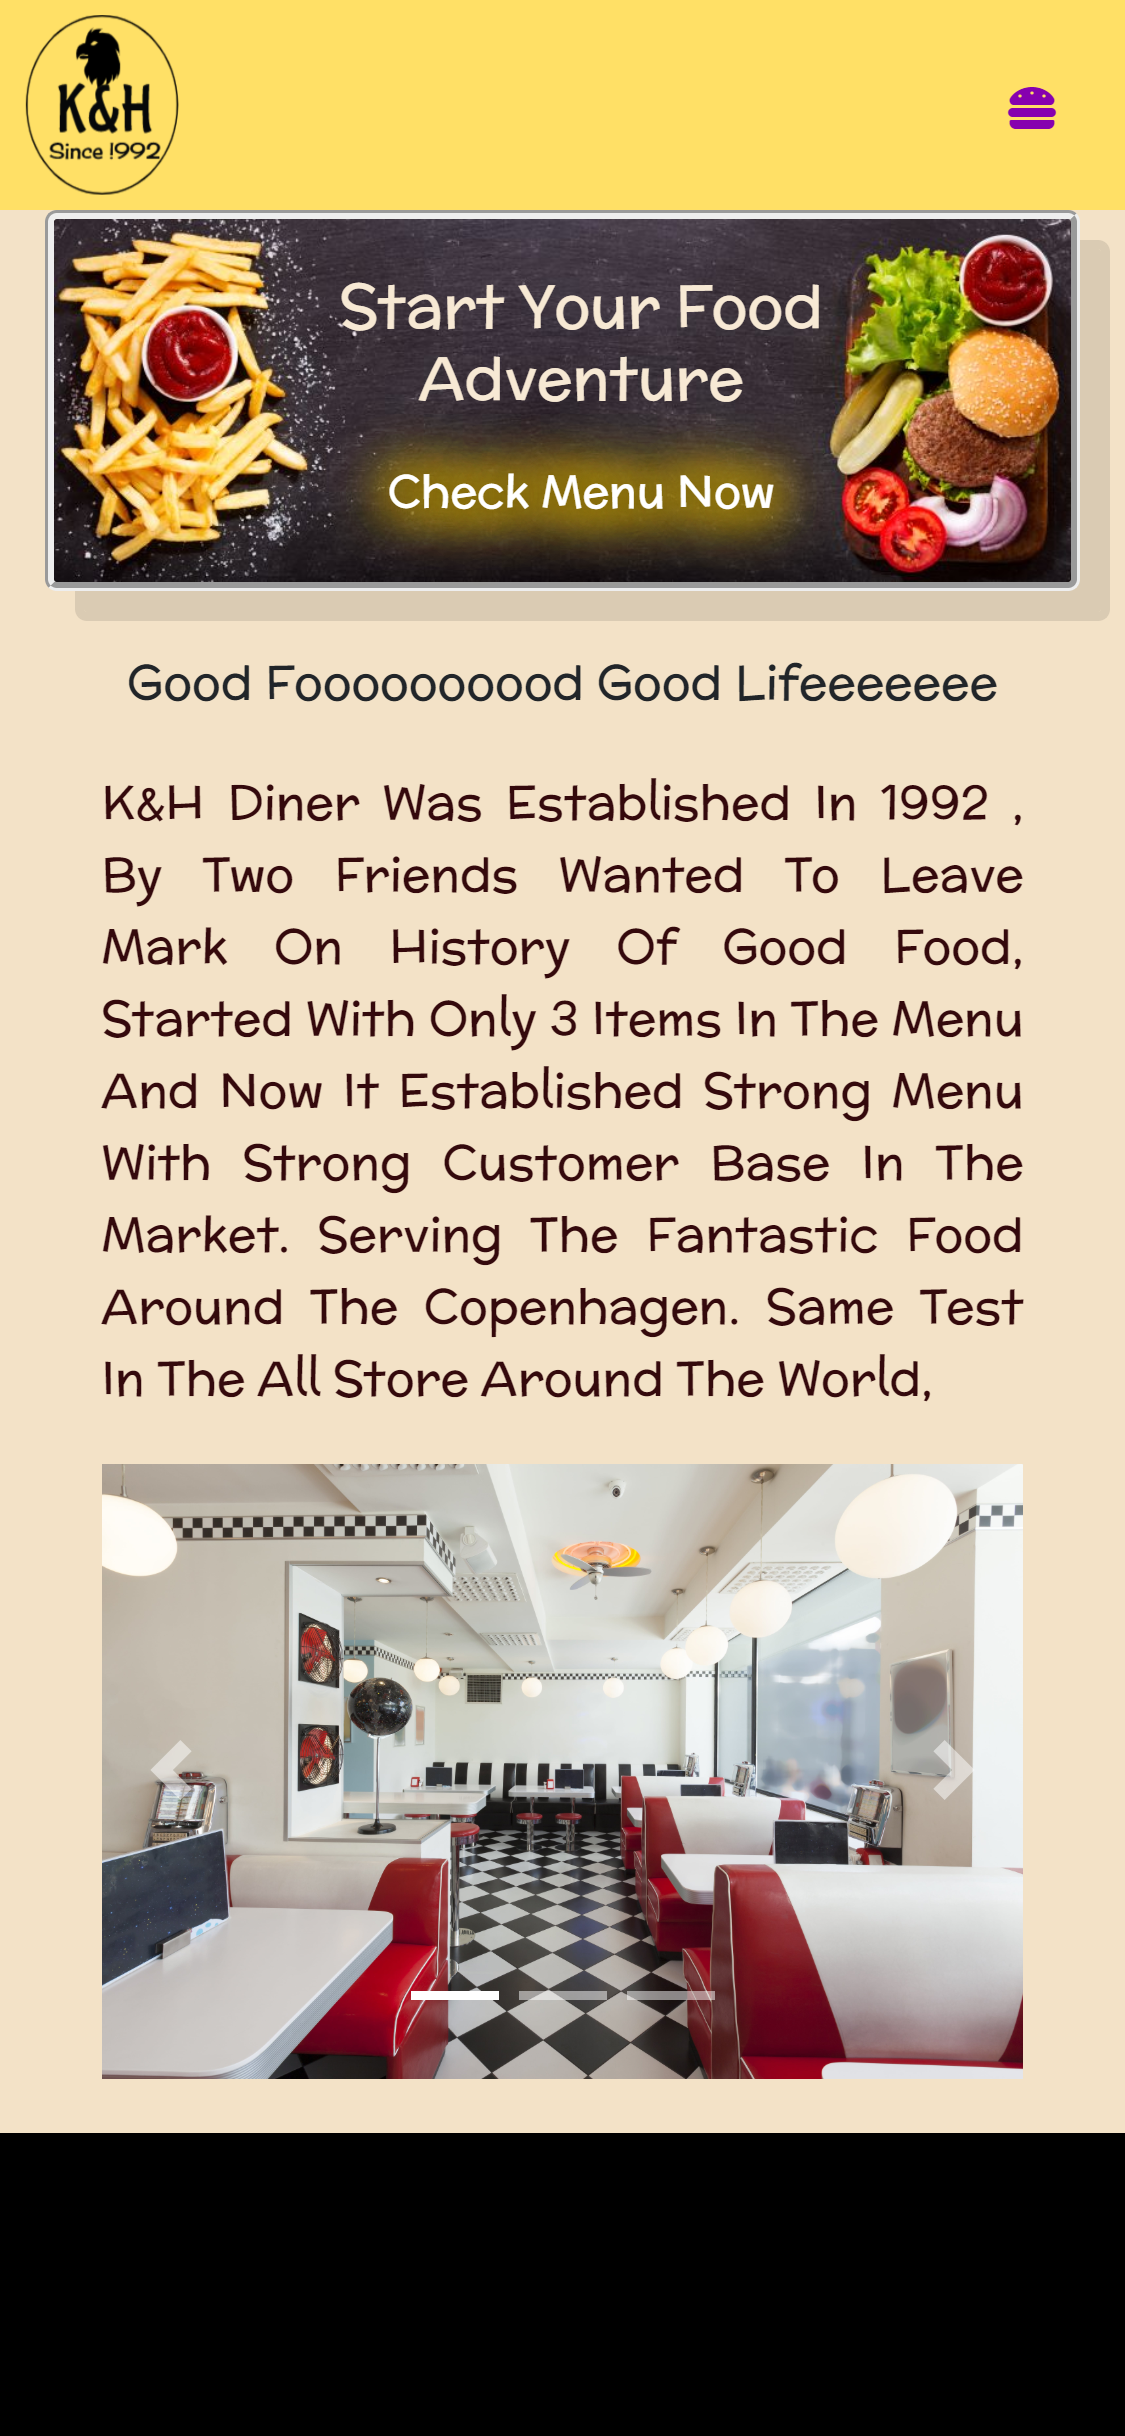 K&H
Since 1992
Start Your Food
Adventure
Check Menu Now
Good Foooooooood Good Lifeeeeeee
K&H Diner Was Established In 1992 ,
By Two Friends Wanted To Leave
Mark On History Of Good Food,
Started With Only 3 Items In The Menu
And Now It Established Strong Menu
With Strong Customer Base In The
Market. Serving The Fantastic Food
Around The Copenhagen. Same Test
In The All Store Around The World,